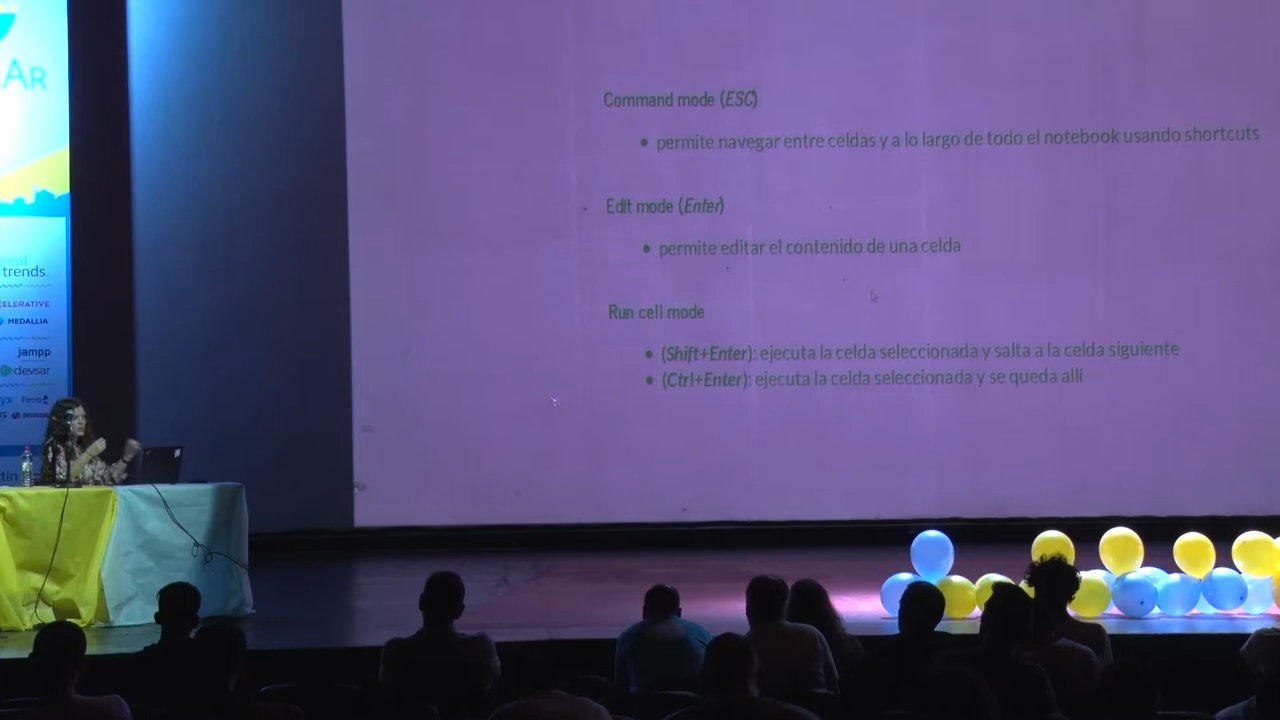 Command mode (ESC)
• permite navegar entre celdas y a lo largo de todo el notebook usando shortcuts
Edit mode (Enter)
• permite editar el contenido de una celda
Run cell mode
• (Shift+Enter): ejecuta la celda seleccionada y salta a la celda siguiente
• (Ctrl+Enter): ejecuta la celda seleccionada y se queda allí
Ar
real
trends.
CELERATIVE
MEDALLIA
jampp
devsar